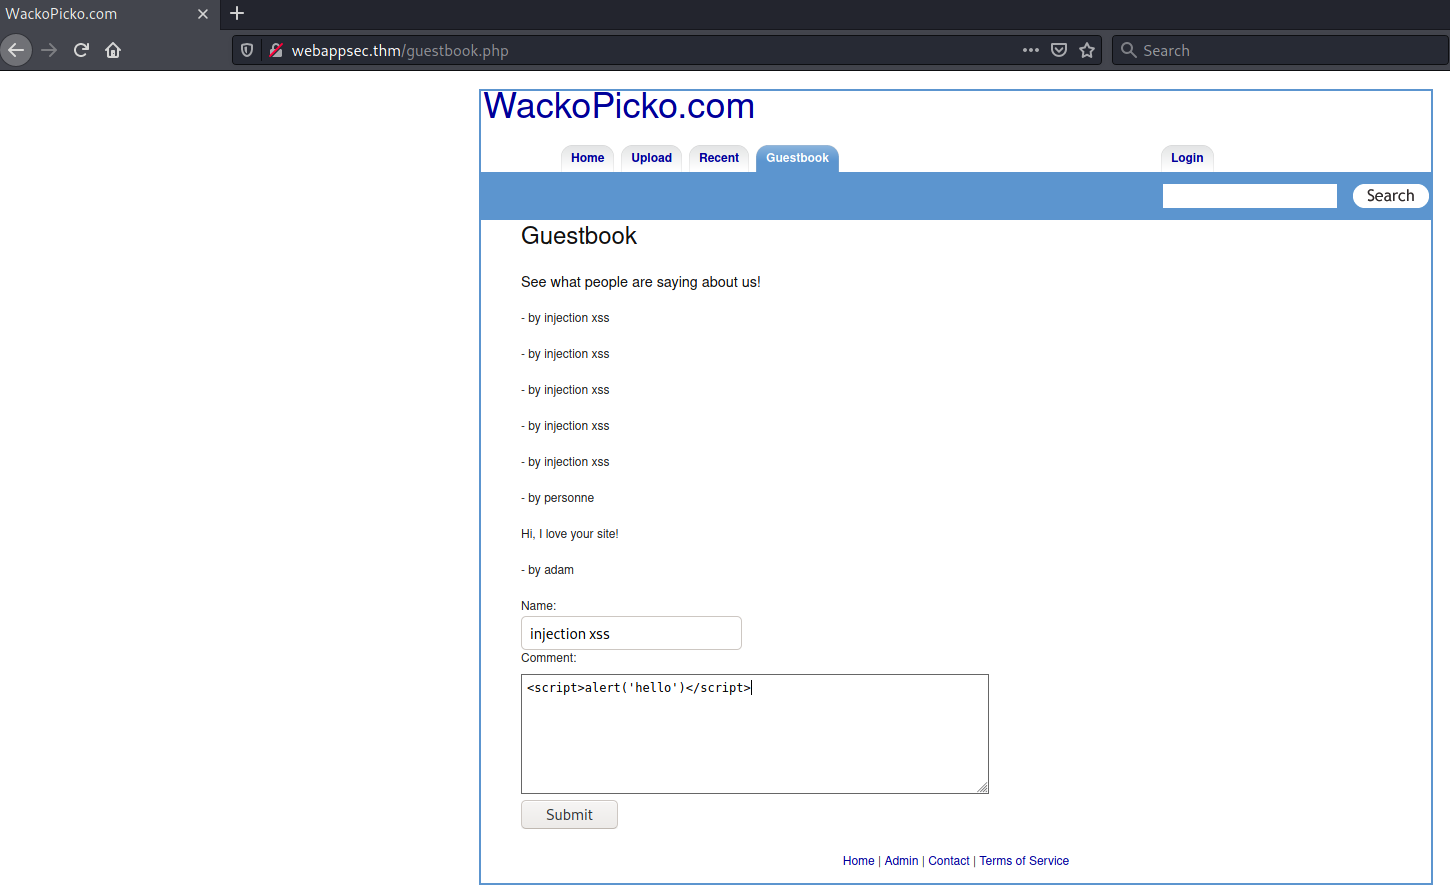 WackoPicko.com
webappsec.thm/guestbook.php
Search
WackoPicko.com
Home Upload Recent Guestbook Login
Search
Guestbook
See what people are saying about us!
- by injection xss
- by injection xss
- by injection xss
- by injection xss
- by injection xss
- by personne
Hi, I love your site!
- by adam
Name:
injection xss
Comment:
<script>alert('hello')</script>
Submit
Home | Admin | Contact | Terms of Service